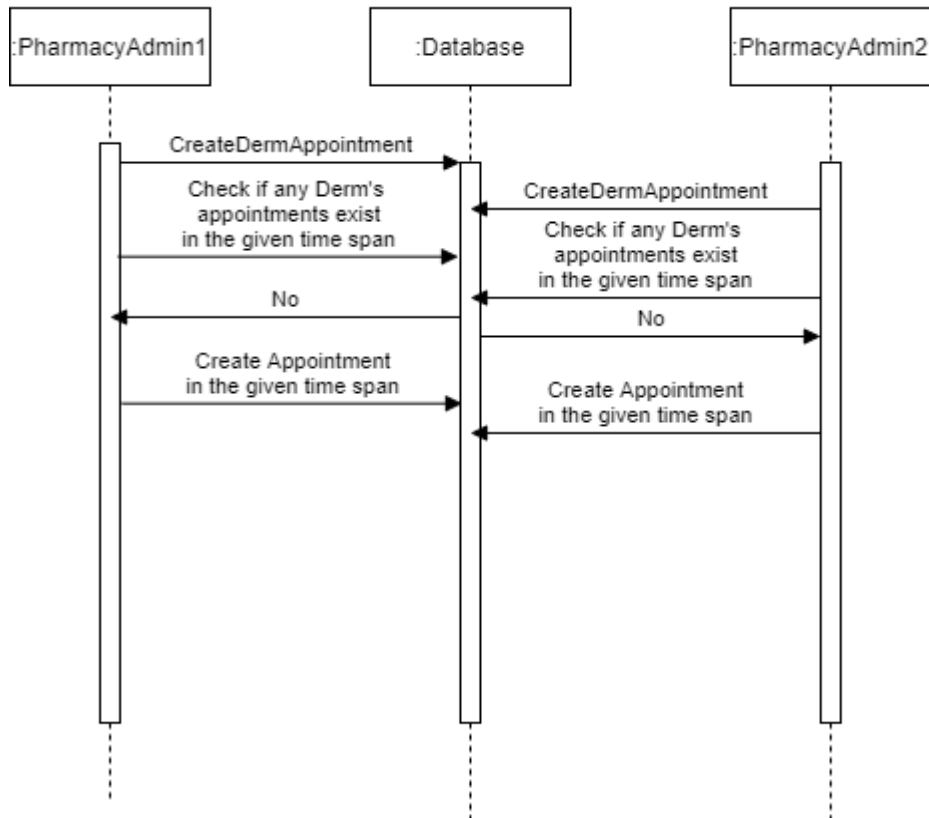 :PharmacyAdmin1
:Database
:PharmacyAdmin2
CreateDermAppointment
Check if any Derm's
appointments exist
in the given time span
CreateDermAppointment
Check if any Derm's
appointments exist
in the given time span
No
No
Create Appointment
in the given time span
Create Appointment
in the given time span